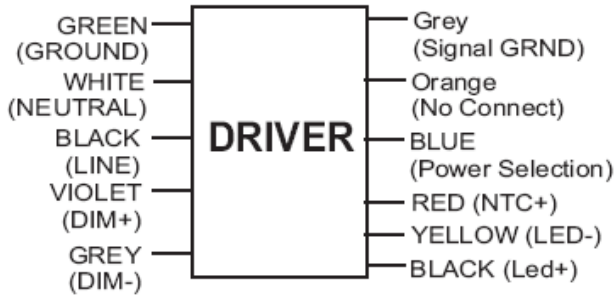 GREEN
(GROUND)
WHITE
(NEUTRAL)
BLACK
(LINE)
VIOLET
(DIM+)
GREY
(DIM-)
DRIVER
Grey
(Signal GRND)
Orange
(No Connect)
BLUE
(Power Selection)
RED (NTC+)
YELLOW (LED-)
BLACK (Led+)